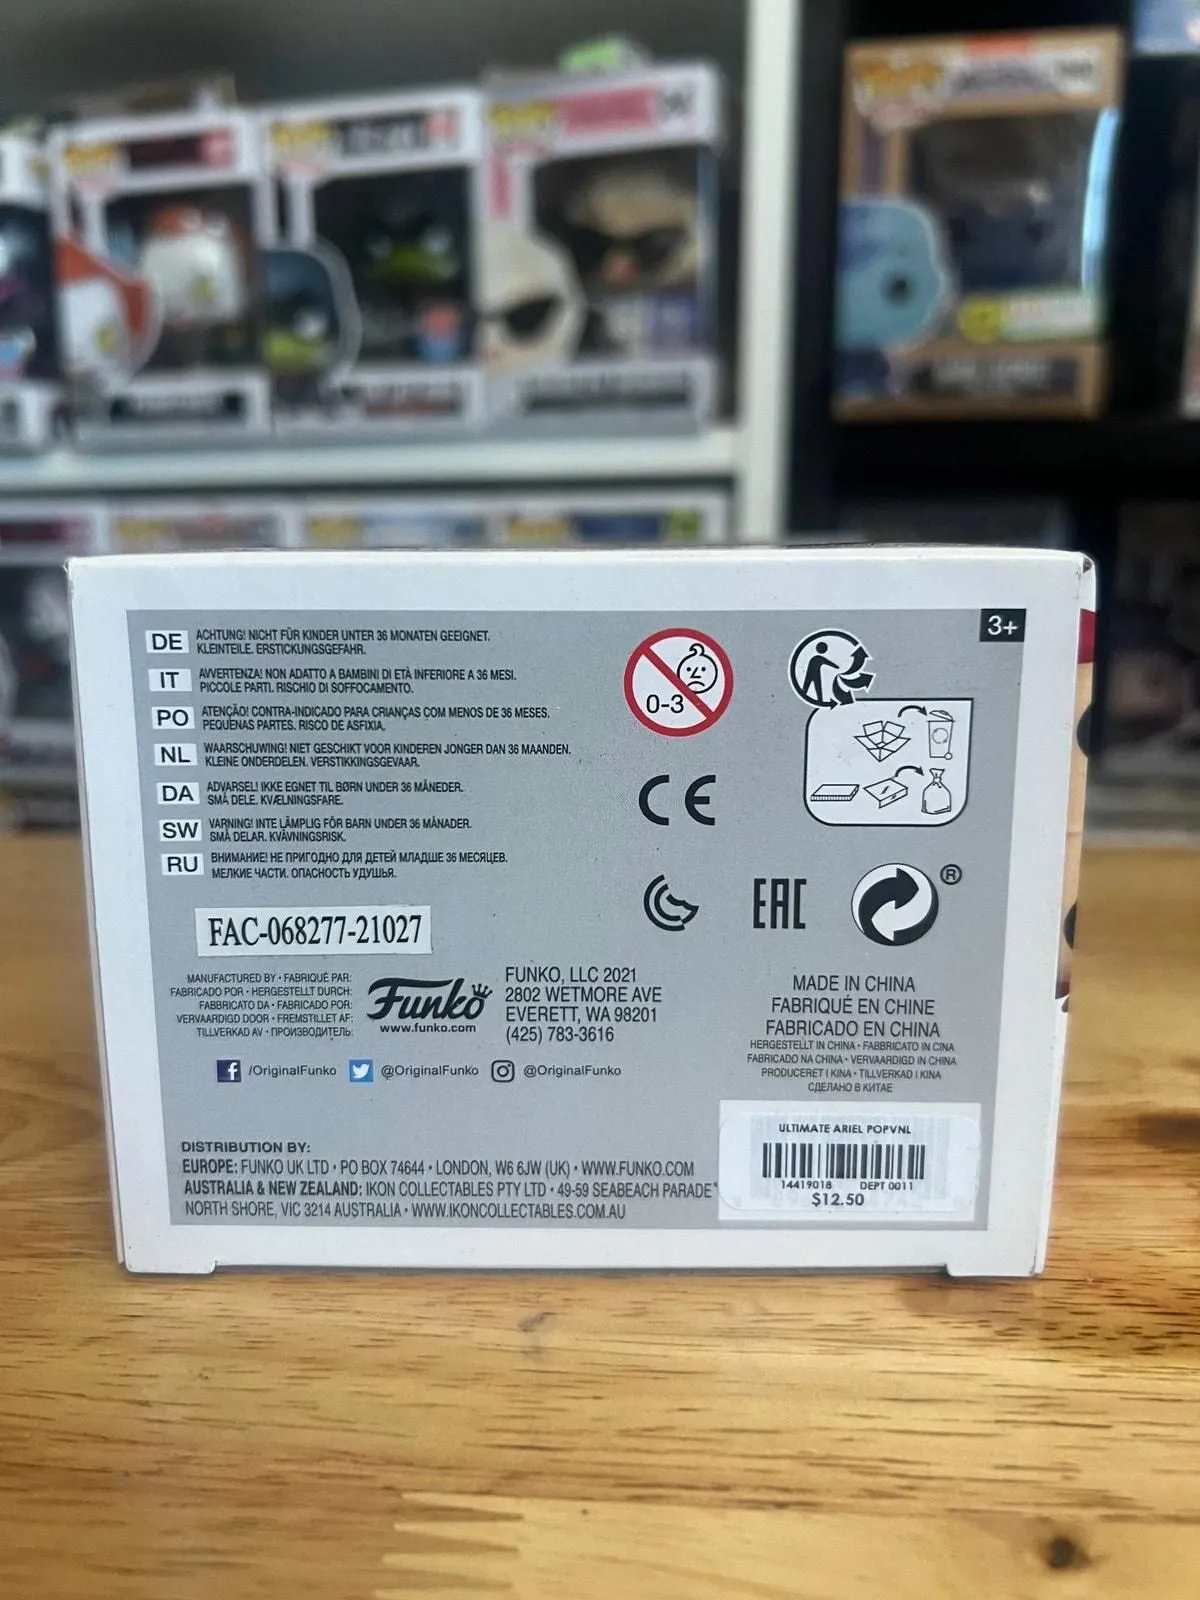 3+
DE ACHTUNG! NICHT FÜR KINDER UNTER 36 MONATEN GEEIGNET.
KLEINTEILE. ERSTICKUNGSGEFAHR.
IT AVVERTENZA! NON ADATTO A BAMBINI DI ETÀ INFERIORE A 36 MESI.
PICCOLE PARTI. RISCHIO DI SOFFOCAMENTO.
PO ATENÇÃO! CONTRA-INDICADO PARA CRIANÇAS COM MENOS DE 36 MESES.
PEQUENAS PARTES. RISCO DE ASFIXIA.
NL WAARSCHUWING! NIET GESCHIKT VOOR KINDEREN JONGER DAN 36 MAANDEN.
KLEINE ONDERDELEN. VERSTIKKINGSGEVAAR.
DA ADVARSEL! IKKE EGNET TIL BØRN UNDER 36 MÅNEDER.
SMÅ DELE. KVÆLNINGSFARE.
SW VARNING! INTE LÄMPLIG FÖR BARN UNDER 36 MÅNADER.
SMÅ DELAR. KVÄVNINGSRISK.
RU ВНИМАНИЕ! НЕ ПРИГОДНО ДЛЯ ДЕТЕЙ МЛАДШЕ 36 МЕСЯЦЕВ.
МЕЛКИЕ ЧАСТИ. ОПАСНОСТЬ УДУШЬЯ.
0-3
CE
EAC
®
FAC-068277-21027
MANUFACTURED BY • FABRIQUÉ PAR:
FABRICADO POR • HERGESTELLT DURCH:
FABBRICATO DA • FABRICADO POR:
VERVAARDIGD DOOR • FREMSTILLET AF:
TILLVERKAD AV • ПРОИЗВОДИТЕЛЬ:
Funko
www.funko.com
FUNKO, LLC 2021
2802 WETMORE AVE
EVERETT, WA 98201
(425) 783-3616
MADE IN CHINA
FABRIQUÉ EN CHINE
FABRICADO EN CHINA
HERGESTELLT IN CHINA • FABBRICATO IN CINA
FABRICADO NA CHINA • VERVAARDIGD IN CHINA
PRODUCERET I KINA • TILLVERKAD I KINA
СДЕЛАНО В КИТАЕ
f /OriginalFunko @OriginalFunko @OriginalFunko
DISTRIBUTION BY:
EUROPE: FUNKO UK LTD • PO BOX 74644 • LONDON, W6 6JW (UK) • WWW.FUNKO.COM
AUSTRALIA & NEW ZEALAND: IKON COLLECTABLES PTY LTD • 49-59 SEABEACH PARADE
NORTH SHORE, VIC 3214 AUSTRALIA • WWW.IKONCOLLECTABLES.COM.AU
ULTIMATE ARIEL POPVNL
14419018 DEPT 0011
$12.50